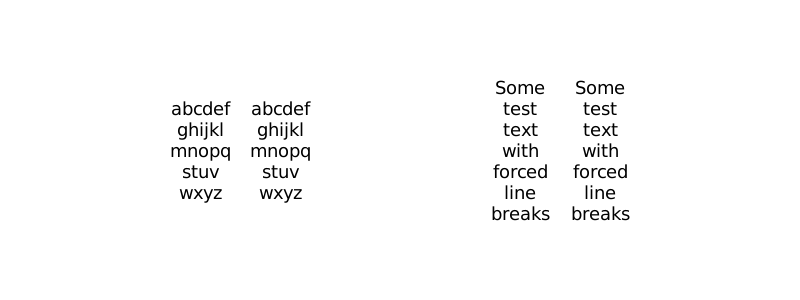 abcdef
ghijkl
mnopq
stuv
wxyz
abcdef
ghijkl
mnopq
stuv
wxyz
Some
test
text
with
forced
line
breaks
Some
test
text
with
forced
line
breaks